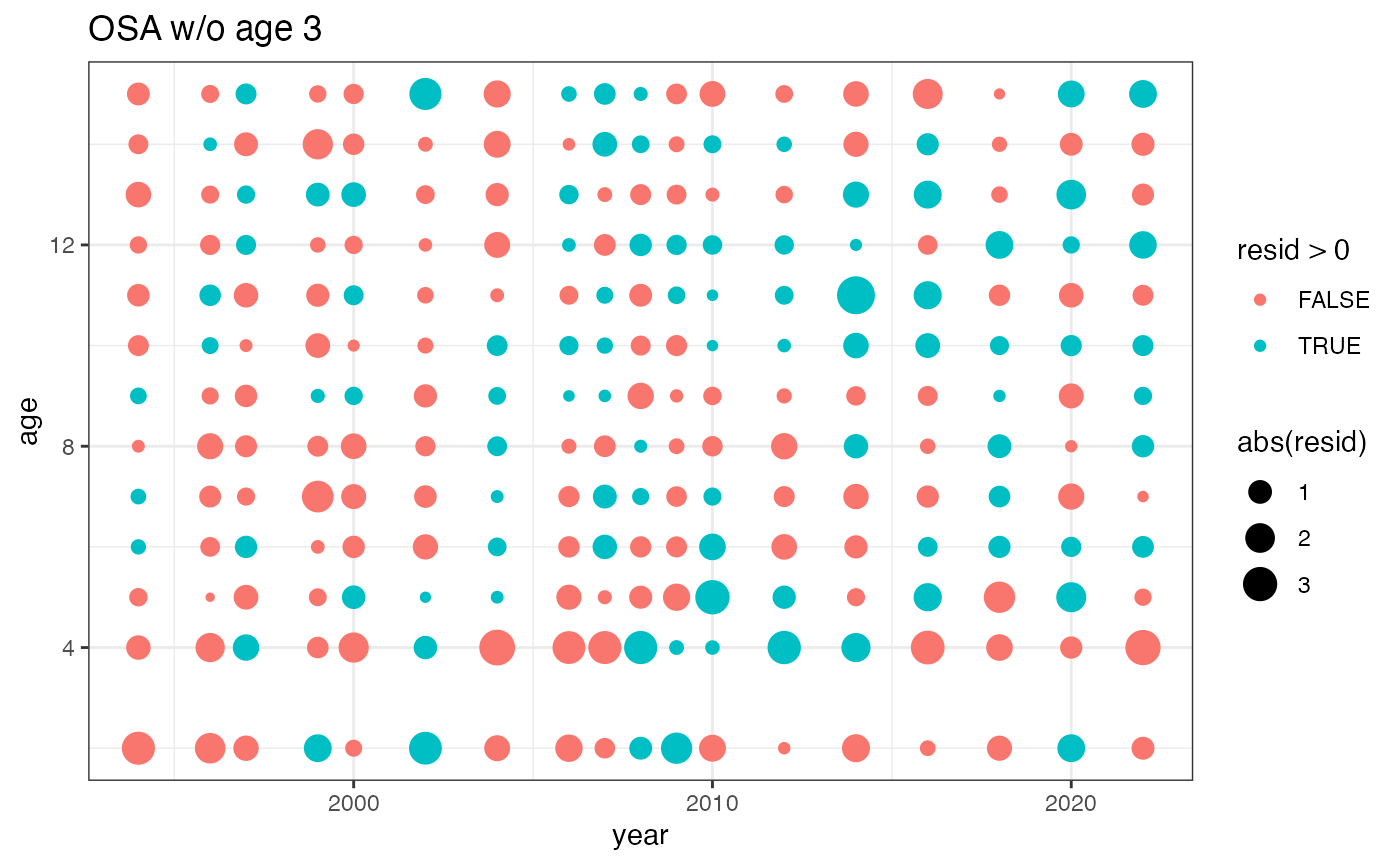 OSA w/o age 3
12
8
4
age
2000
2010
2020
year
resid > 0
FALSE
TRUE
abs(resid)
1
2
3